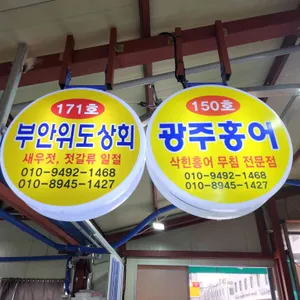 171호
부안위도상회
새우젓, 젓갈류 일절
010-9492-1468
010-8945-1427
150호
광주홍어
삭힌홍어 무침 전문점
010-9492-1468
010-8945-1427